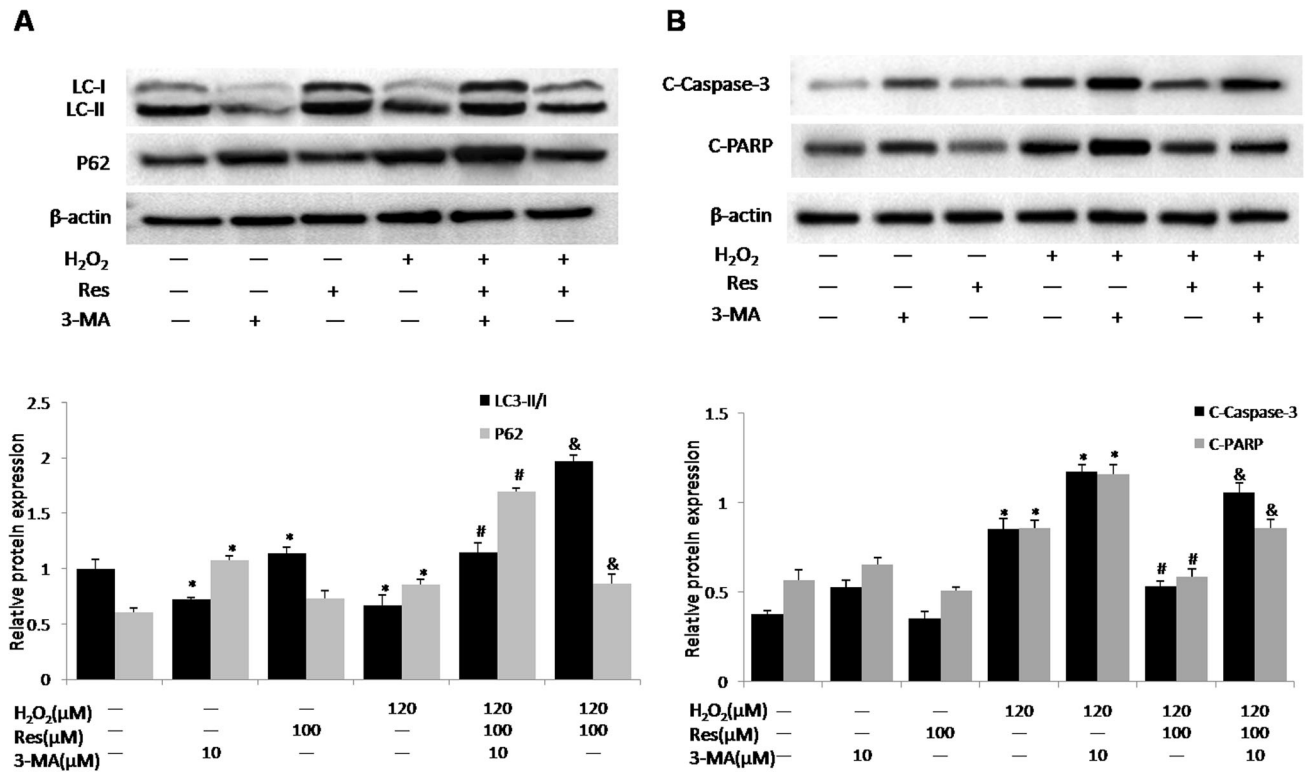 A
LC-I
LC-II
P62
β-actin
H₂O₂ — — — + + +
Res — — + — + +
3-MA — + — — + —
Relative protein expression
2.5
2
1.5
1
0.5
0
LC3-II/I
P62
* * * * * # # & &
H₂O₂(μM) — — — 120 120 120
Res(μM) — — 100 — 100 100
3-MA(μM) — 10 — — 10 —
B
C-Caspase-3
C-PARP
β-actin
H₂O₂ — — — + + + +
Res — — + — — + +
3-MA — + — — + — +
Relative protein expression
1.5
1
0.5
0
C-Caspase-3
C-PARP
* * * * # # & &
H₂O₂(μM) — — — 120 120 120 120
Res(μM) — — 100 — — 100 100
3-MA(μM) — 10 — — 10 — 10